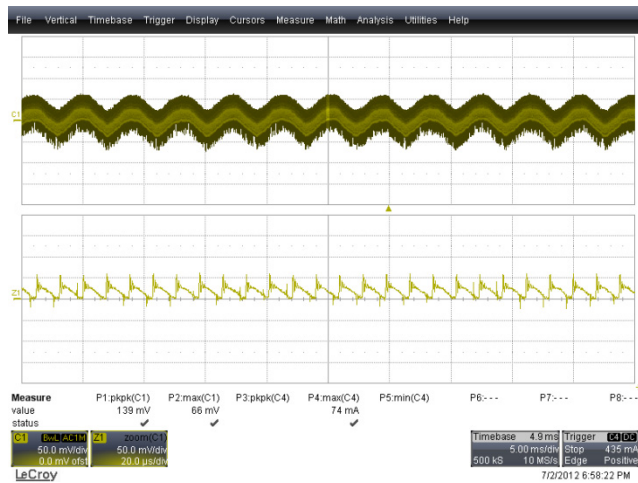 File Vertical Timebase Trigger Display Cursors Measure Math Analysis Utilities Help
C1
Z1
Measure P1:pkpk(C1) P2:max(C1) P3:pkpk(C4) P4:max(C4) P5:min(C4) P6:--- P7:--- P8:---
value 139 mV 66 mV 74 mA
status
C1 BwL AC1M Z1 zoom(C1) Timebase 4.9 ms Trigger C4 DC
50.0 mV/div 50.0 mV/div 5.00 ms/div Stop 435 mA
0.0 mV ofst 20.0 µs/div 500 kS 10 MS/s Edge Positive
LeCroy 7/2/2012 6:58:22 PM